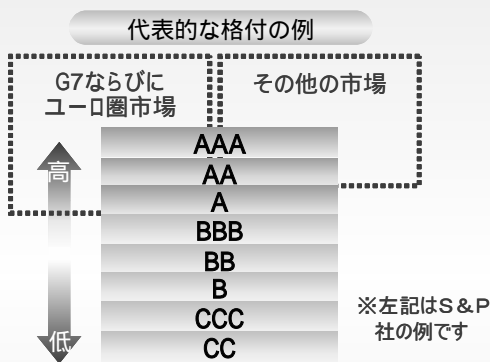 代表的な格付の例
G7ならびに
ユーロ圏市場
その他の市場
高
AAA
AA
A
BBB
BB
B
CCC
CC
低
※左記はS&P
社の例です